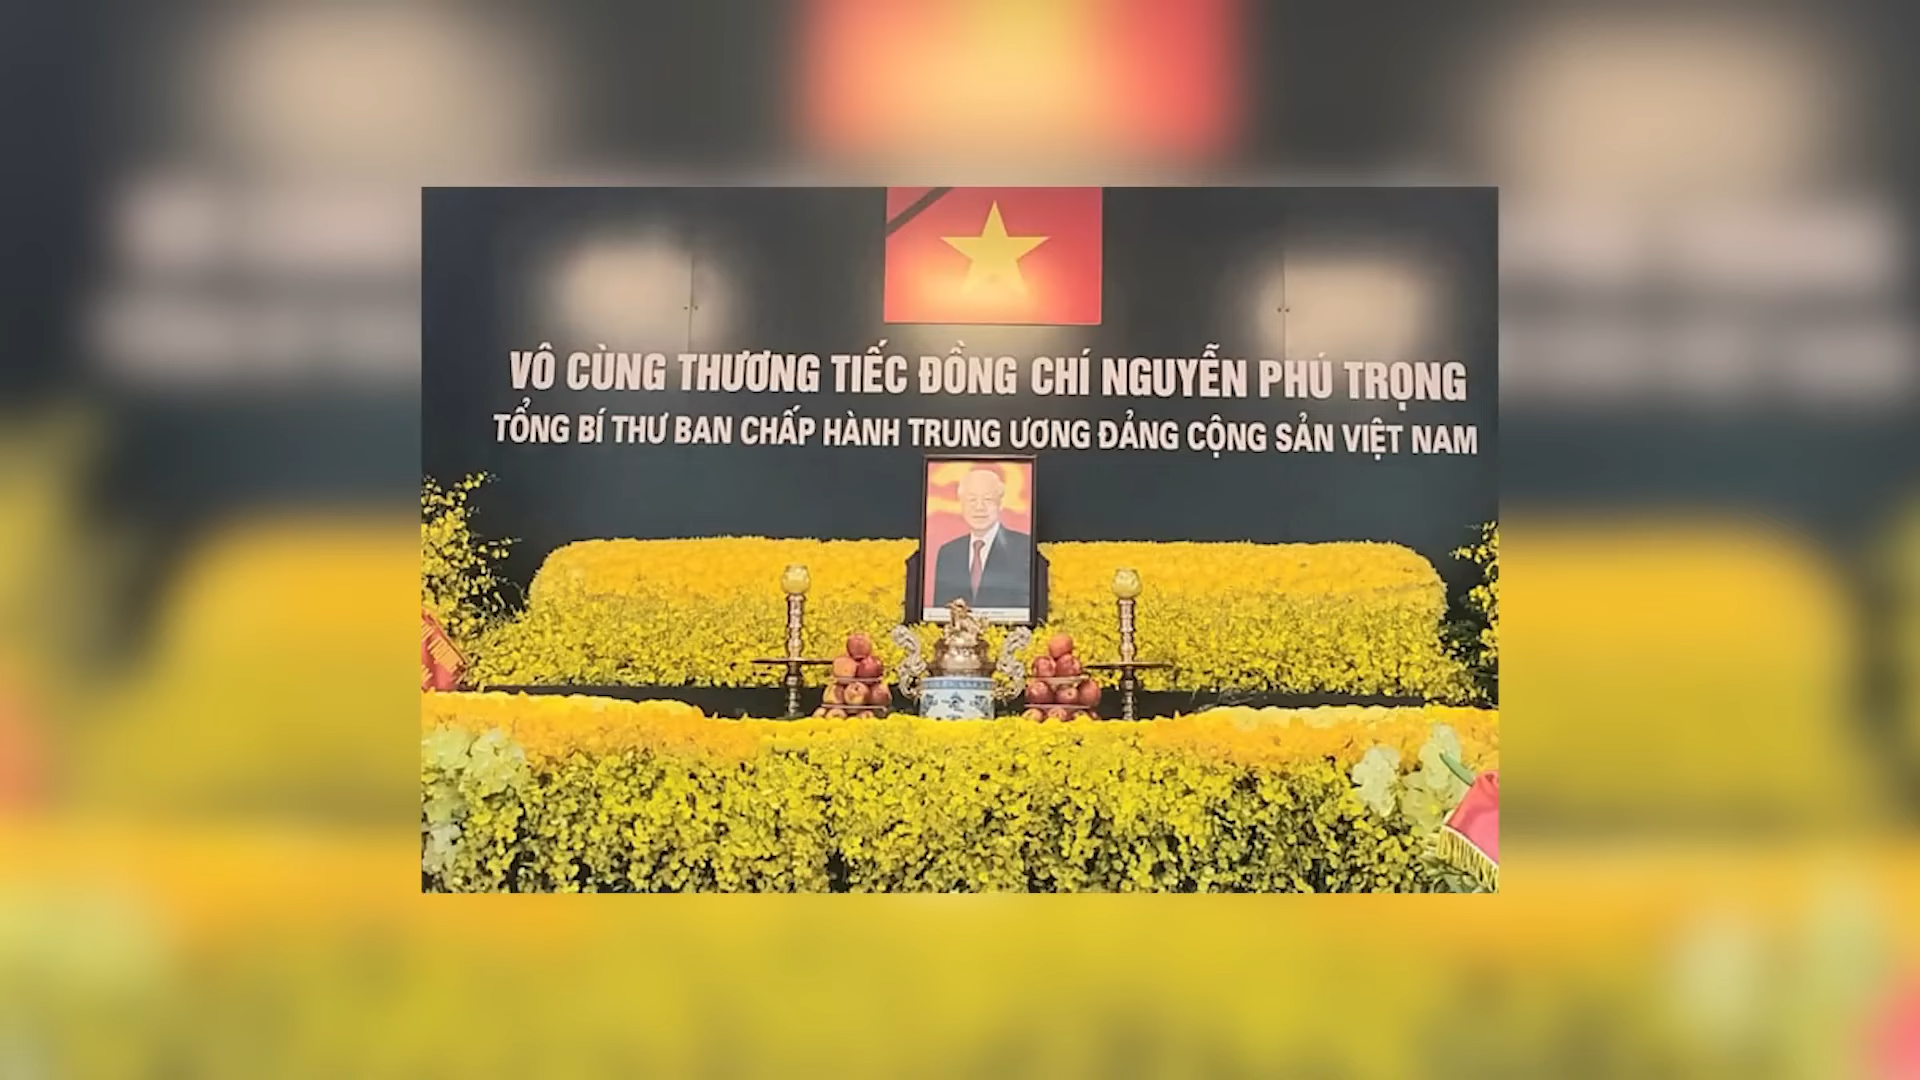 VÔ CÙNG THƯƠNG TIẾC ĐỒNG CHÍ NGUYỄN PHÚ TRỌNG
TỔNG BÍ THƯ BAN CHẤP HÀNH TRUNG ƯƠNG ĐẢNG CỘNG SẢN VIỆT NAM